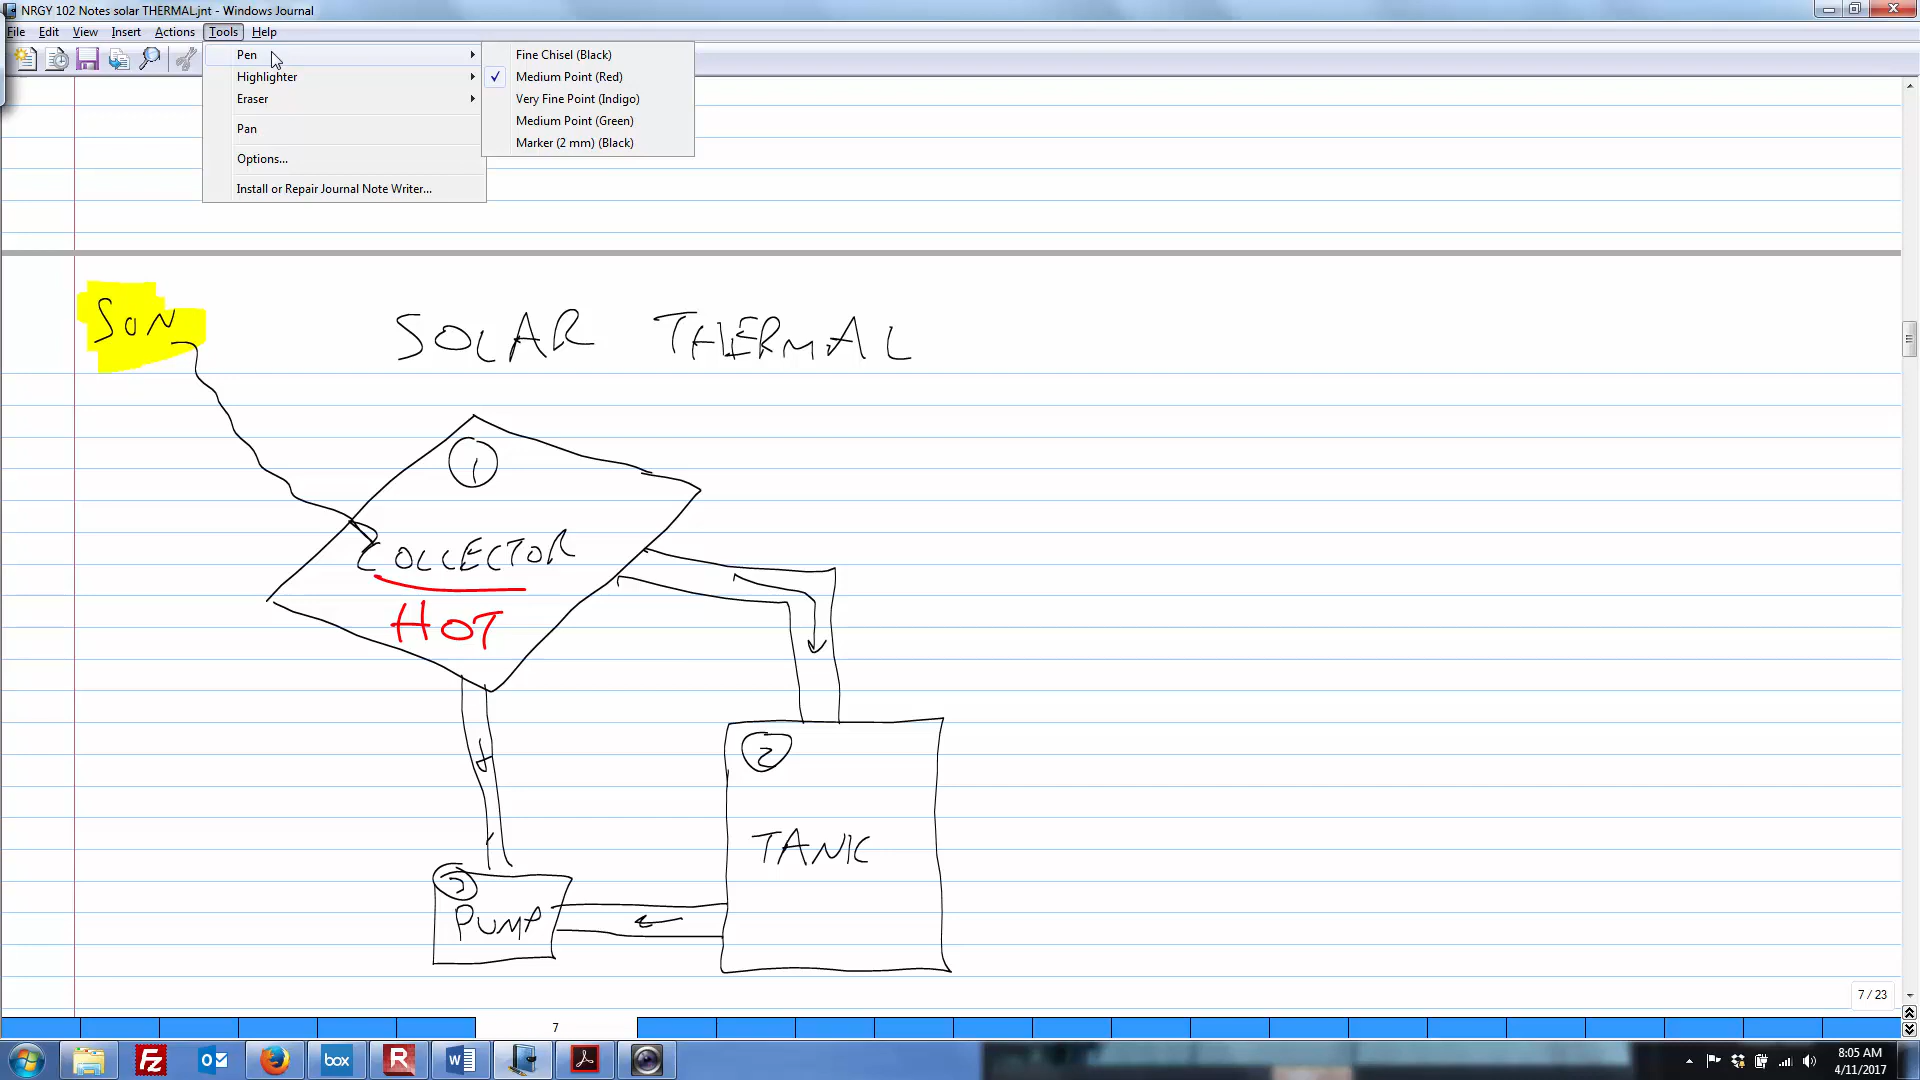 NRGY 102 Notes solar THERMAL.jnt - Windows Journal
File Edit View Insert Actions Tools Help
Pen
Highlighter
Eraser
Pan
Options...
Install or Repair Journal Note Writer...
Fine Chisel (Black)
Medium Point (Red)
Very Fine Point (Indigo)
Medium Point (Green)
Marker (2 mm) (Black)
SUN
SOLAR THERMAL
1
COLLECTOR
HOT
2
TANK
3
PUMP
7 / 23
7
Fz
box
R
W
8:05 AM
4/11/2017